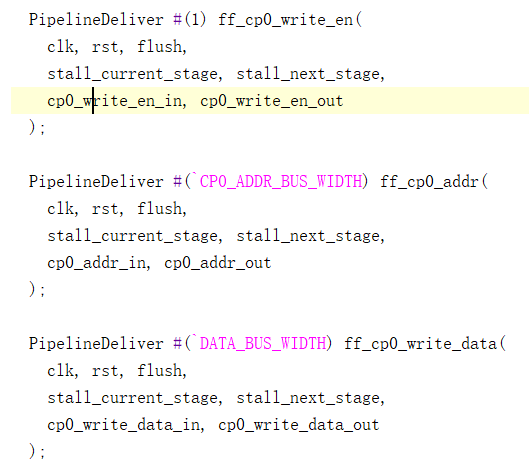 PipelineDeliver #(1) ff_cp0_write_en(
clk, rst, flush,
stall_current_stage, stall_next_stage,
cp0_write_en_in, cp0_write_en_out
);
PipelineDeliver #(`CP0_ADDR_BUS_WIDTH) ff_cp0_addr(
clk, rst, flush,
stall_current_stage, stall_next_stage,
cp0_addr_in, cp0_addr_out
);
PipelineDeliver #(`DATA_BUS_WIDTH) ff_cp0_write_data(
clk, rst, flush,
stall_current_stage, stall_next_stage,
cp0_write_data_in, cp0_write_data_out
);